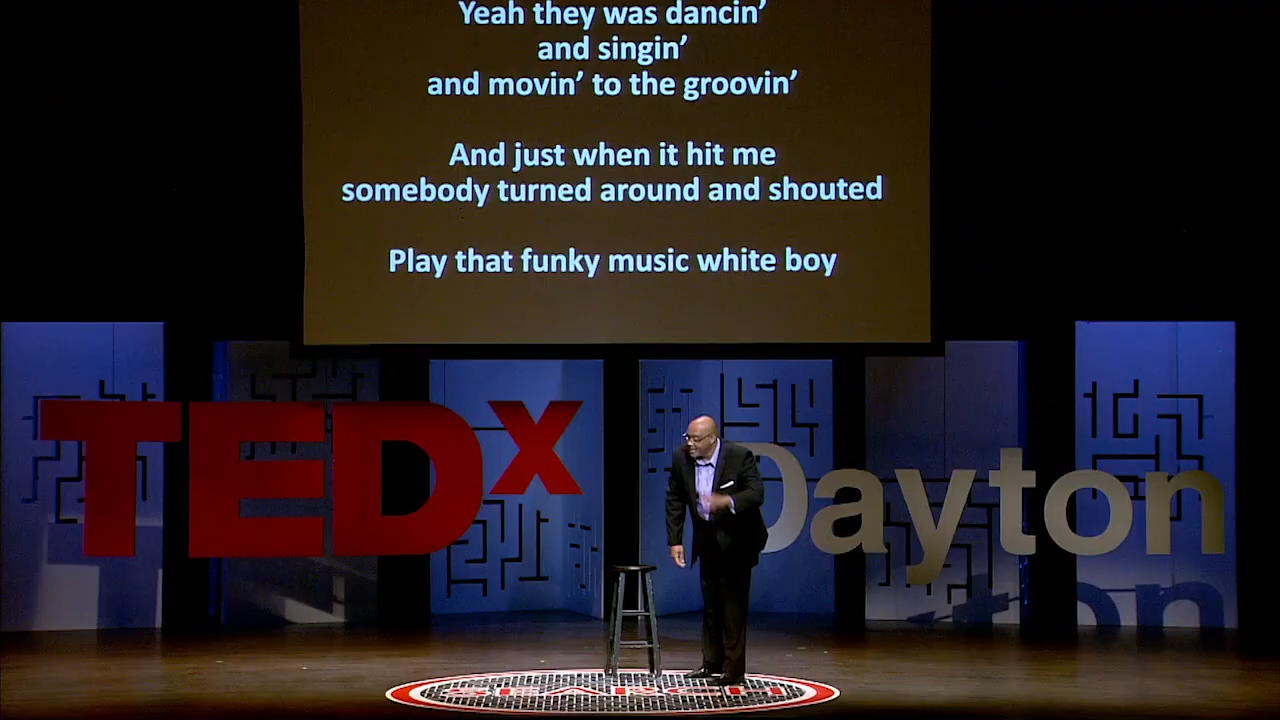 Yeah they was dancin’
and singin’
and movin’ to the groovin’
And just when it hit me
somebody turned around and shouted
Play that funky music white boy
TEDx Dayton
SEARCH